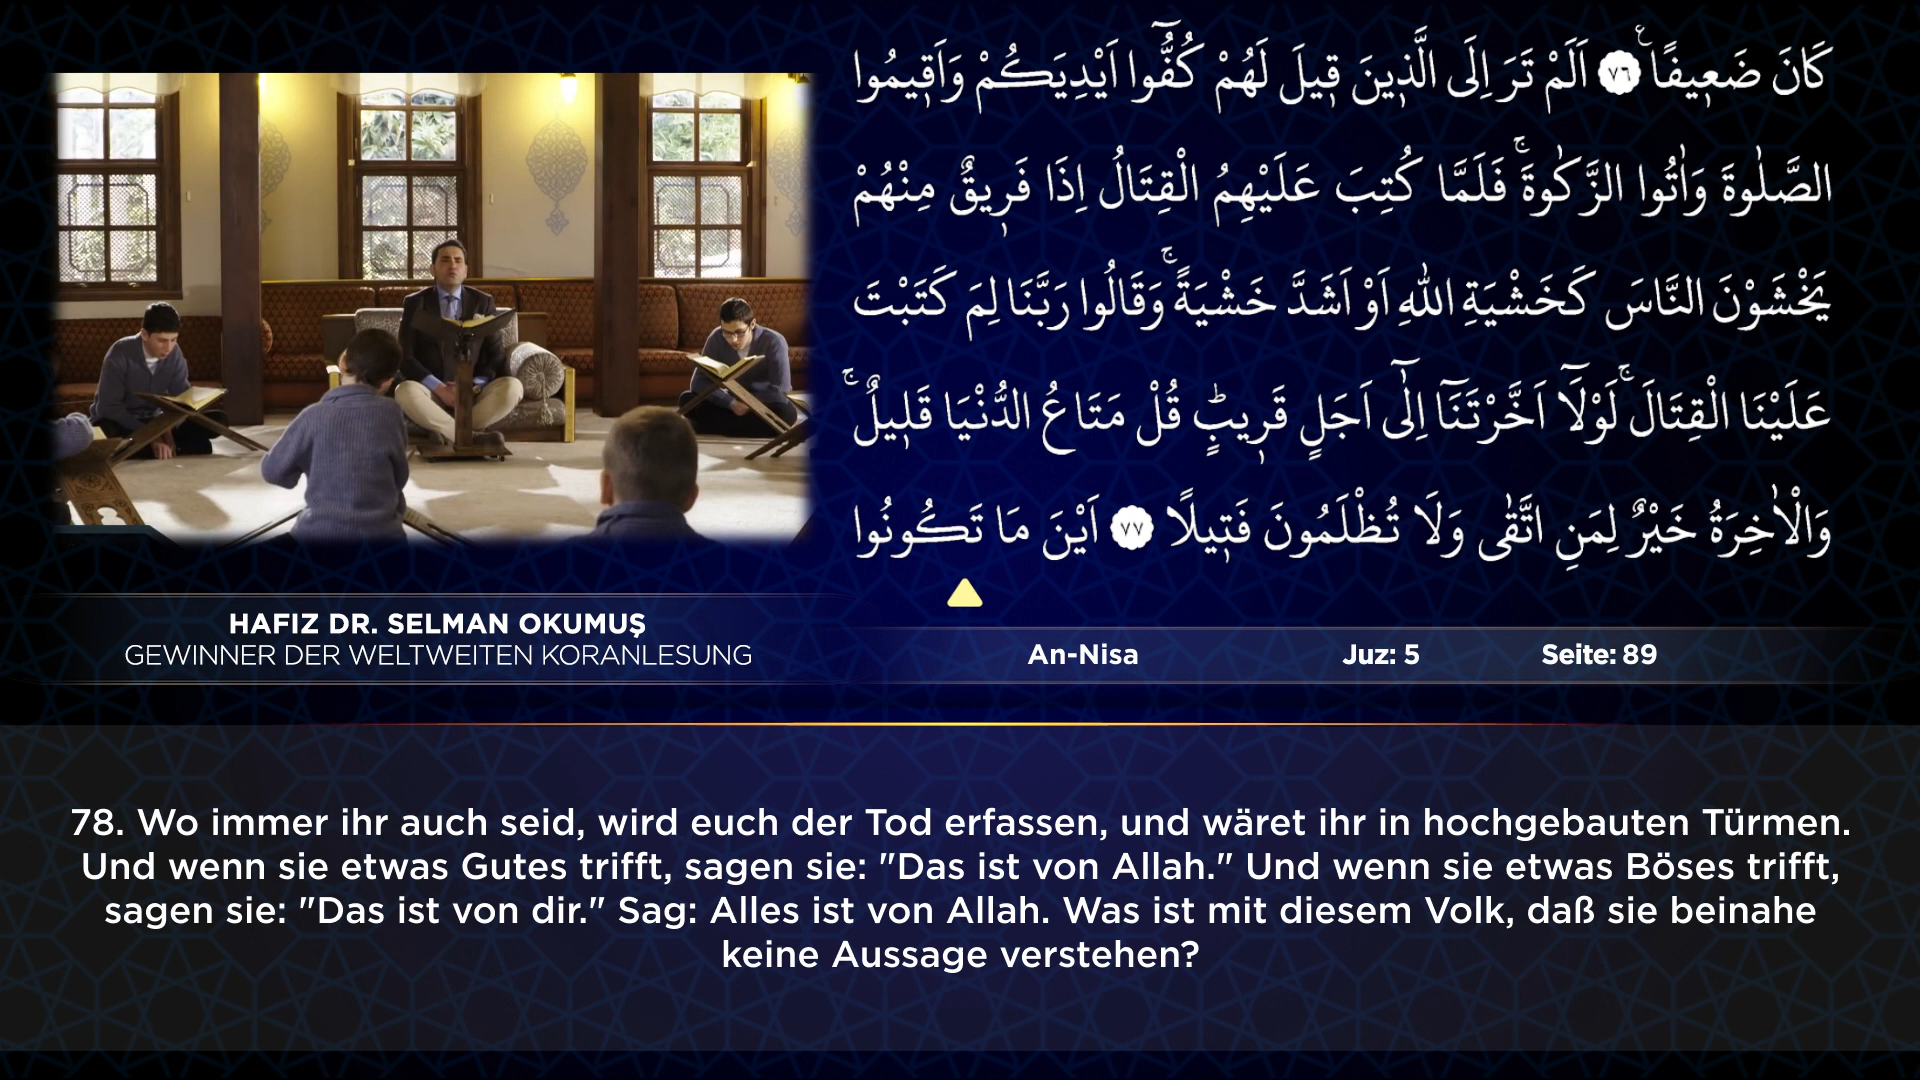 كَانَ ضَعٖيفًاۚ ﴿٧٦﴾ اَلَمْ تَرَ اِلَى الَّذٖينَ قٖيلَ لَهُمْ كُفُّٓوا اَيْدِيَكُمْ وَاَقٖيمُوا
الصَّلٰوةَ وَاٰتُوا الزَّكٰوةَۚ فَلَمَّا كُتِبَ عَلَيْهِمُ الْقِتَالُ اِذَا فَرٖيقٌ مِنْهُمْ
يَخْشَوْنَ النَّاسَ كَخَشْيَةِ اللهِ اَوْ اَشَدَّ خَشْيَةًۚ وَقَالُوا رَبَّنَا لِمَ كَتَبْتَ
عَلَيْنَا الْقِتَالَۚ لَوْلَٓا اَخَّرْتَنَٓا اِلٰٓى اَجَلٍ قَرٖيبٍؕ قُلْ مَتَاعُ الدُّنْيَا قَلٖيلٌۚ
وَالْاٰخِرَةُ خَيْرٌ لِمَنِ اتَّقٰى وَلَا تُظْلَمُونَ فَتٖيلًا ﴿٧٧﴾ اَيْنَ مَا تَكُونُوا
HAFIZ DR. SELMAN OKUMUŞ
GEWINNER DER WELTWEITEN KORANLESUNG
An-Nisa Juz: 5 Seite: 89
78. Wo immer ihr auch seid, wird euch der Tod erfassen, und wäret ihr in hochgebauten Türmen.
Und wenn sie etwas Gutes trifft, sagen sie: "Das ist von Allah." Und wenn sie etwas Böses trifft,
sagen sie: "Das ist von dir." Sag: Alles ist von Allah. Was ist mit diesem Volk, daß sie beinahe
keine Aussage verstehen?